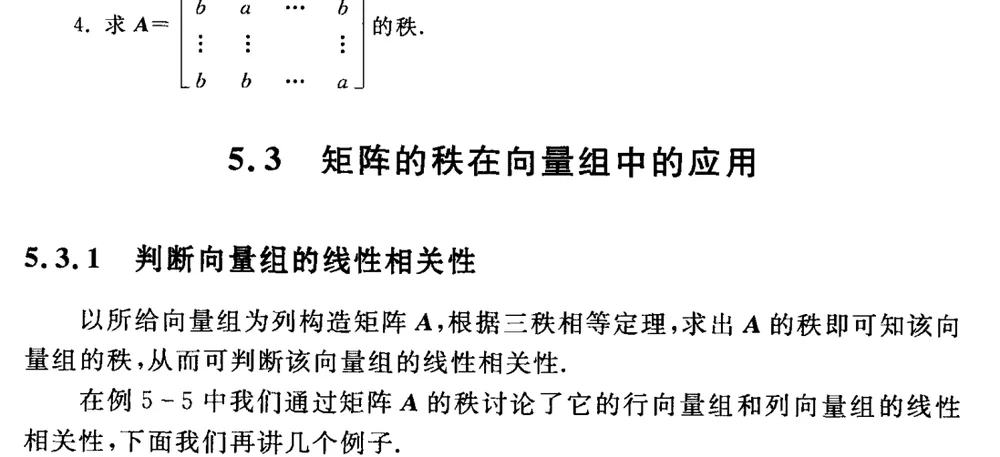 b a … b
4. 求 A= ⋮ ⋮ ⋮ 的秩.
b b … a
5.3 矩阵的秩在向量组中的应用
5.3.1 判断向量组的线性相关性
以所给向量组为列构造矩阵 A,根据三秩相等定理,求出 A 的秩即可知该向
量组的秩,从而可判断该向量组的线性相关性.
在例 5-5 中我们通过矩阵 A 的秩讨论了它的行向量组和列向量组的线性
相关性,下面我们再讲几个例子.